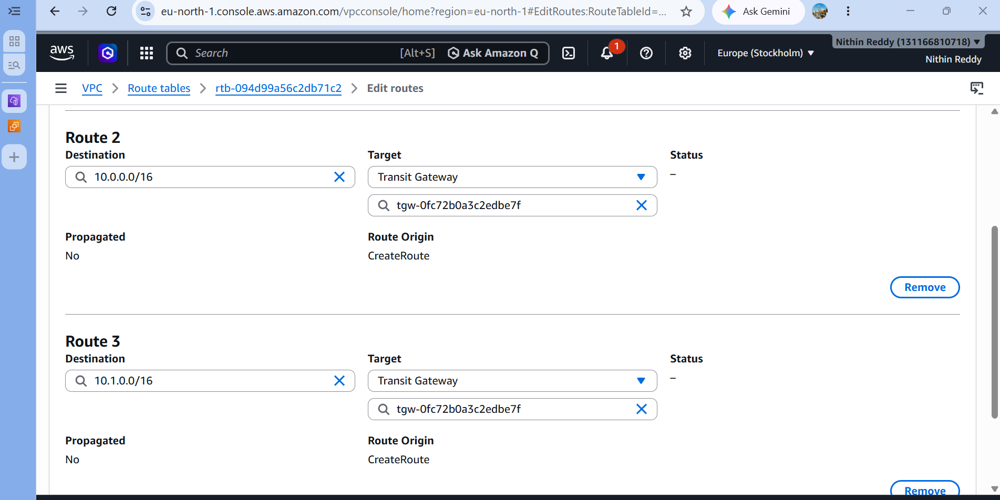 eu-north-1.console.aws.amazon.com/vpcconsole/home?region=eu-north-1#EditRoutes:RouteTableId=...
Ask Gemini
aws
Search
[Alt+S]
Ask Amazon Q
1
Europe (Stockholm)
Nithin Reddy (131166810718)
Nithin Reddy
VPC
Route tables
rtb-094d99a56c2db71c2
Edit routes
Route 2
Destination
Target
Status
10.0.0.0/16
Transit Gateway
–
tgw-0fc72b0a3c2edbe7f
Propagated
Route Origin
No
CreateRoute
Remove
Route 3
Destination
Target
Status
10.1.0.0/16
Transit Gateway
–
tgw-0fc72b0a3c2edbe7f
Propagated
Route Origin
No
CreateRoute
Remove